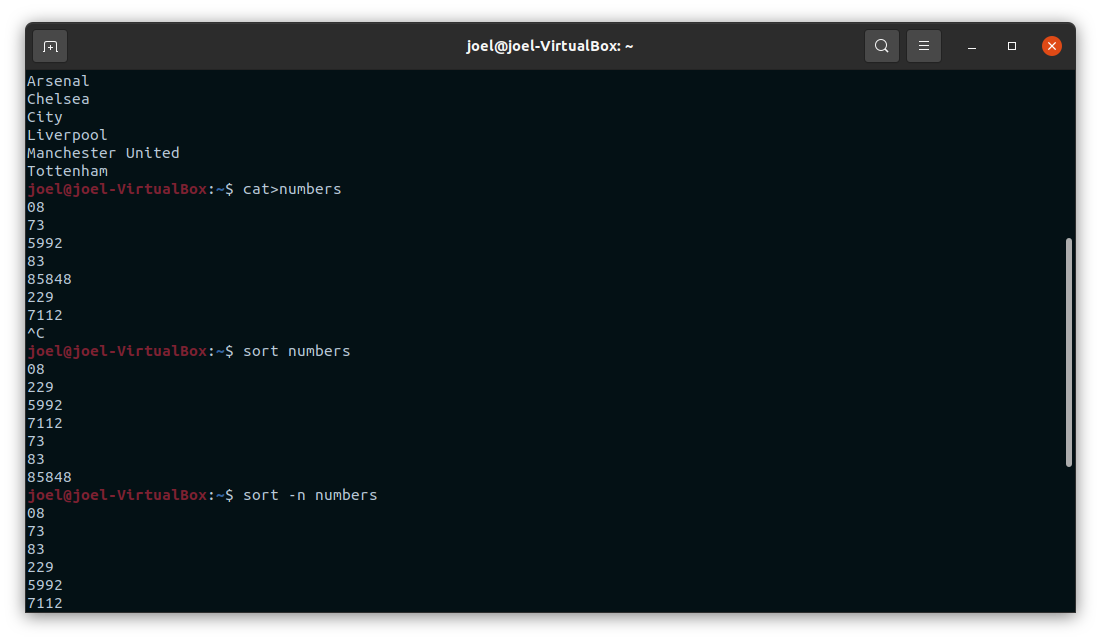 joel@joel-VirtualBox: ~
Arsenal
Chelsea
City
Liverpool
Manchester United
Tottenham
joel@joel-VirtualBox:~$ cat>numbers
08
73
5992
83
85848
229
7112
^C
joel@joel-VirtualBox:~$ sort numbers
08
229
5992
7112
73
83
85848
joel@joel-VirtualBox:~$ sort -n numbers
08
73
83
229
5992
7112